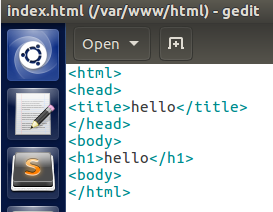 index.html (/var/www/html) - gedit
Open
<html>
<head>
<title>hello</title>
</head>
<body>
<h1>hello</h1>
<body>
</html>